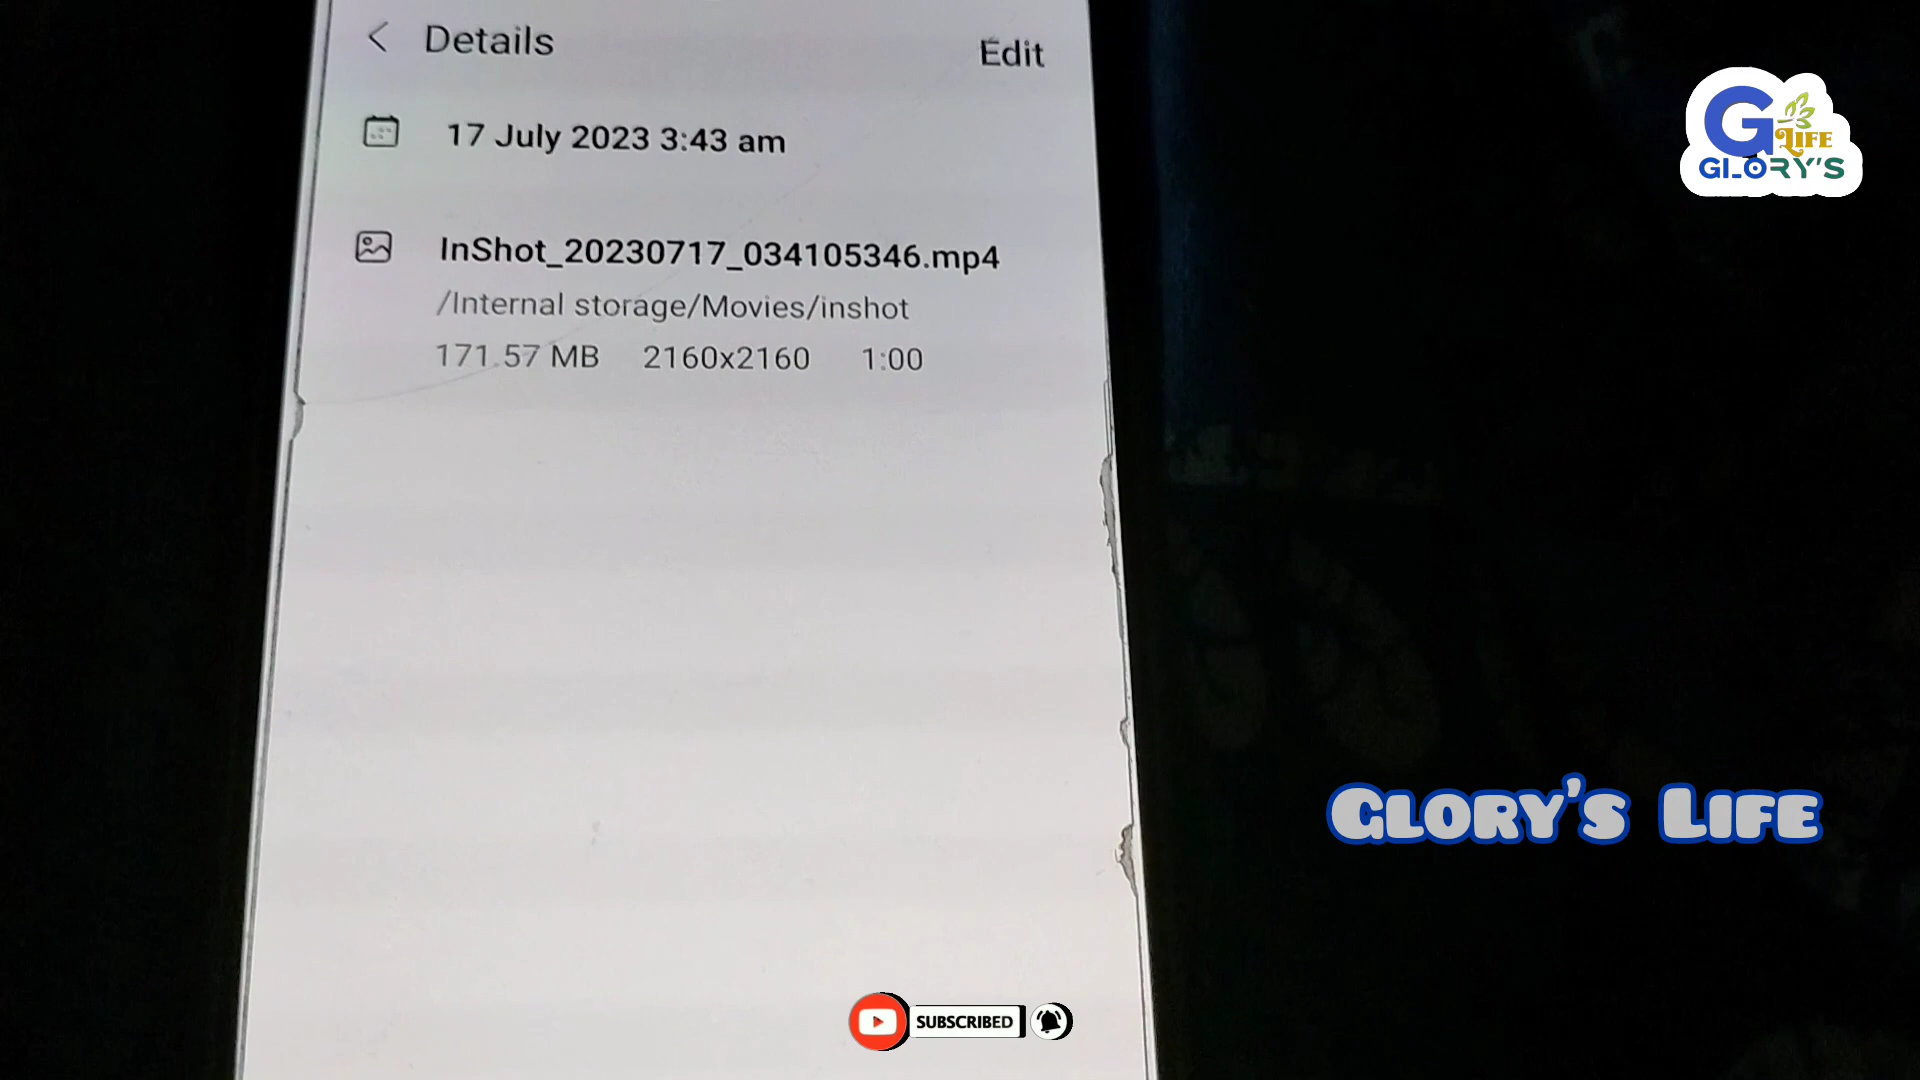 Details
Edit
17 July 2023 3:43 am
InShot_20230717_034105346.mp4
/Internal storage/Movies/inshot
171.57 MB 2160x2160 1:00
G LIFE
GLORY'S
GLORY'S LIFE
SUBSCRIBED